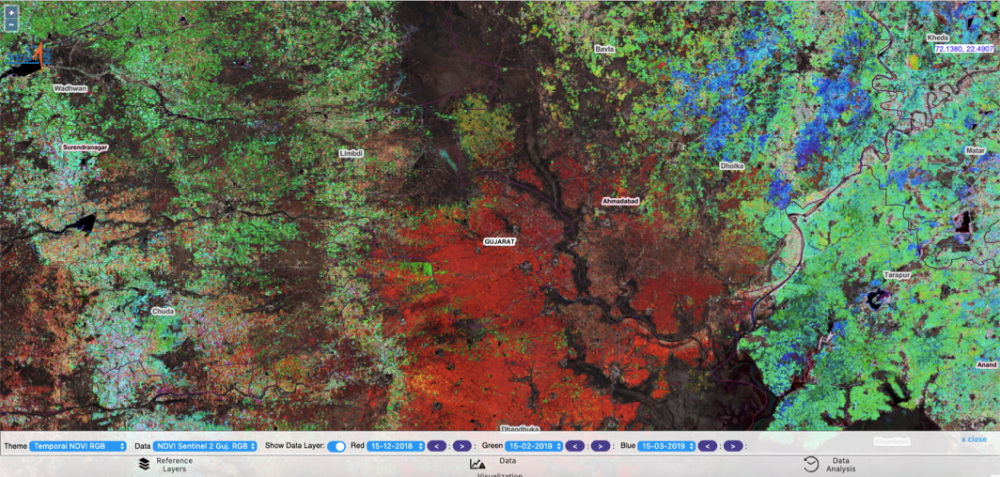 +
−
Kheda
72.1380, 22.4907
Bavla
Wadhwan
Surendranagar
Limbdi
Matar
Dholka
Ahmadabad
GUJARAT
Tarapur
Chuda
Anand
Dhandhuka
x close
Theme Temporal NDVI RGB Data NDVI Sentinel 2 Guj. RGB Show Data Layer: Red 15-12-2018 < > : Green 15-02-2019 < > : Blue 15-03-2019 < > :
Reference
Layers
Data
Visualization
Data
Analysis